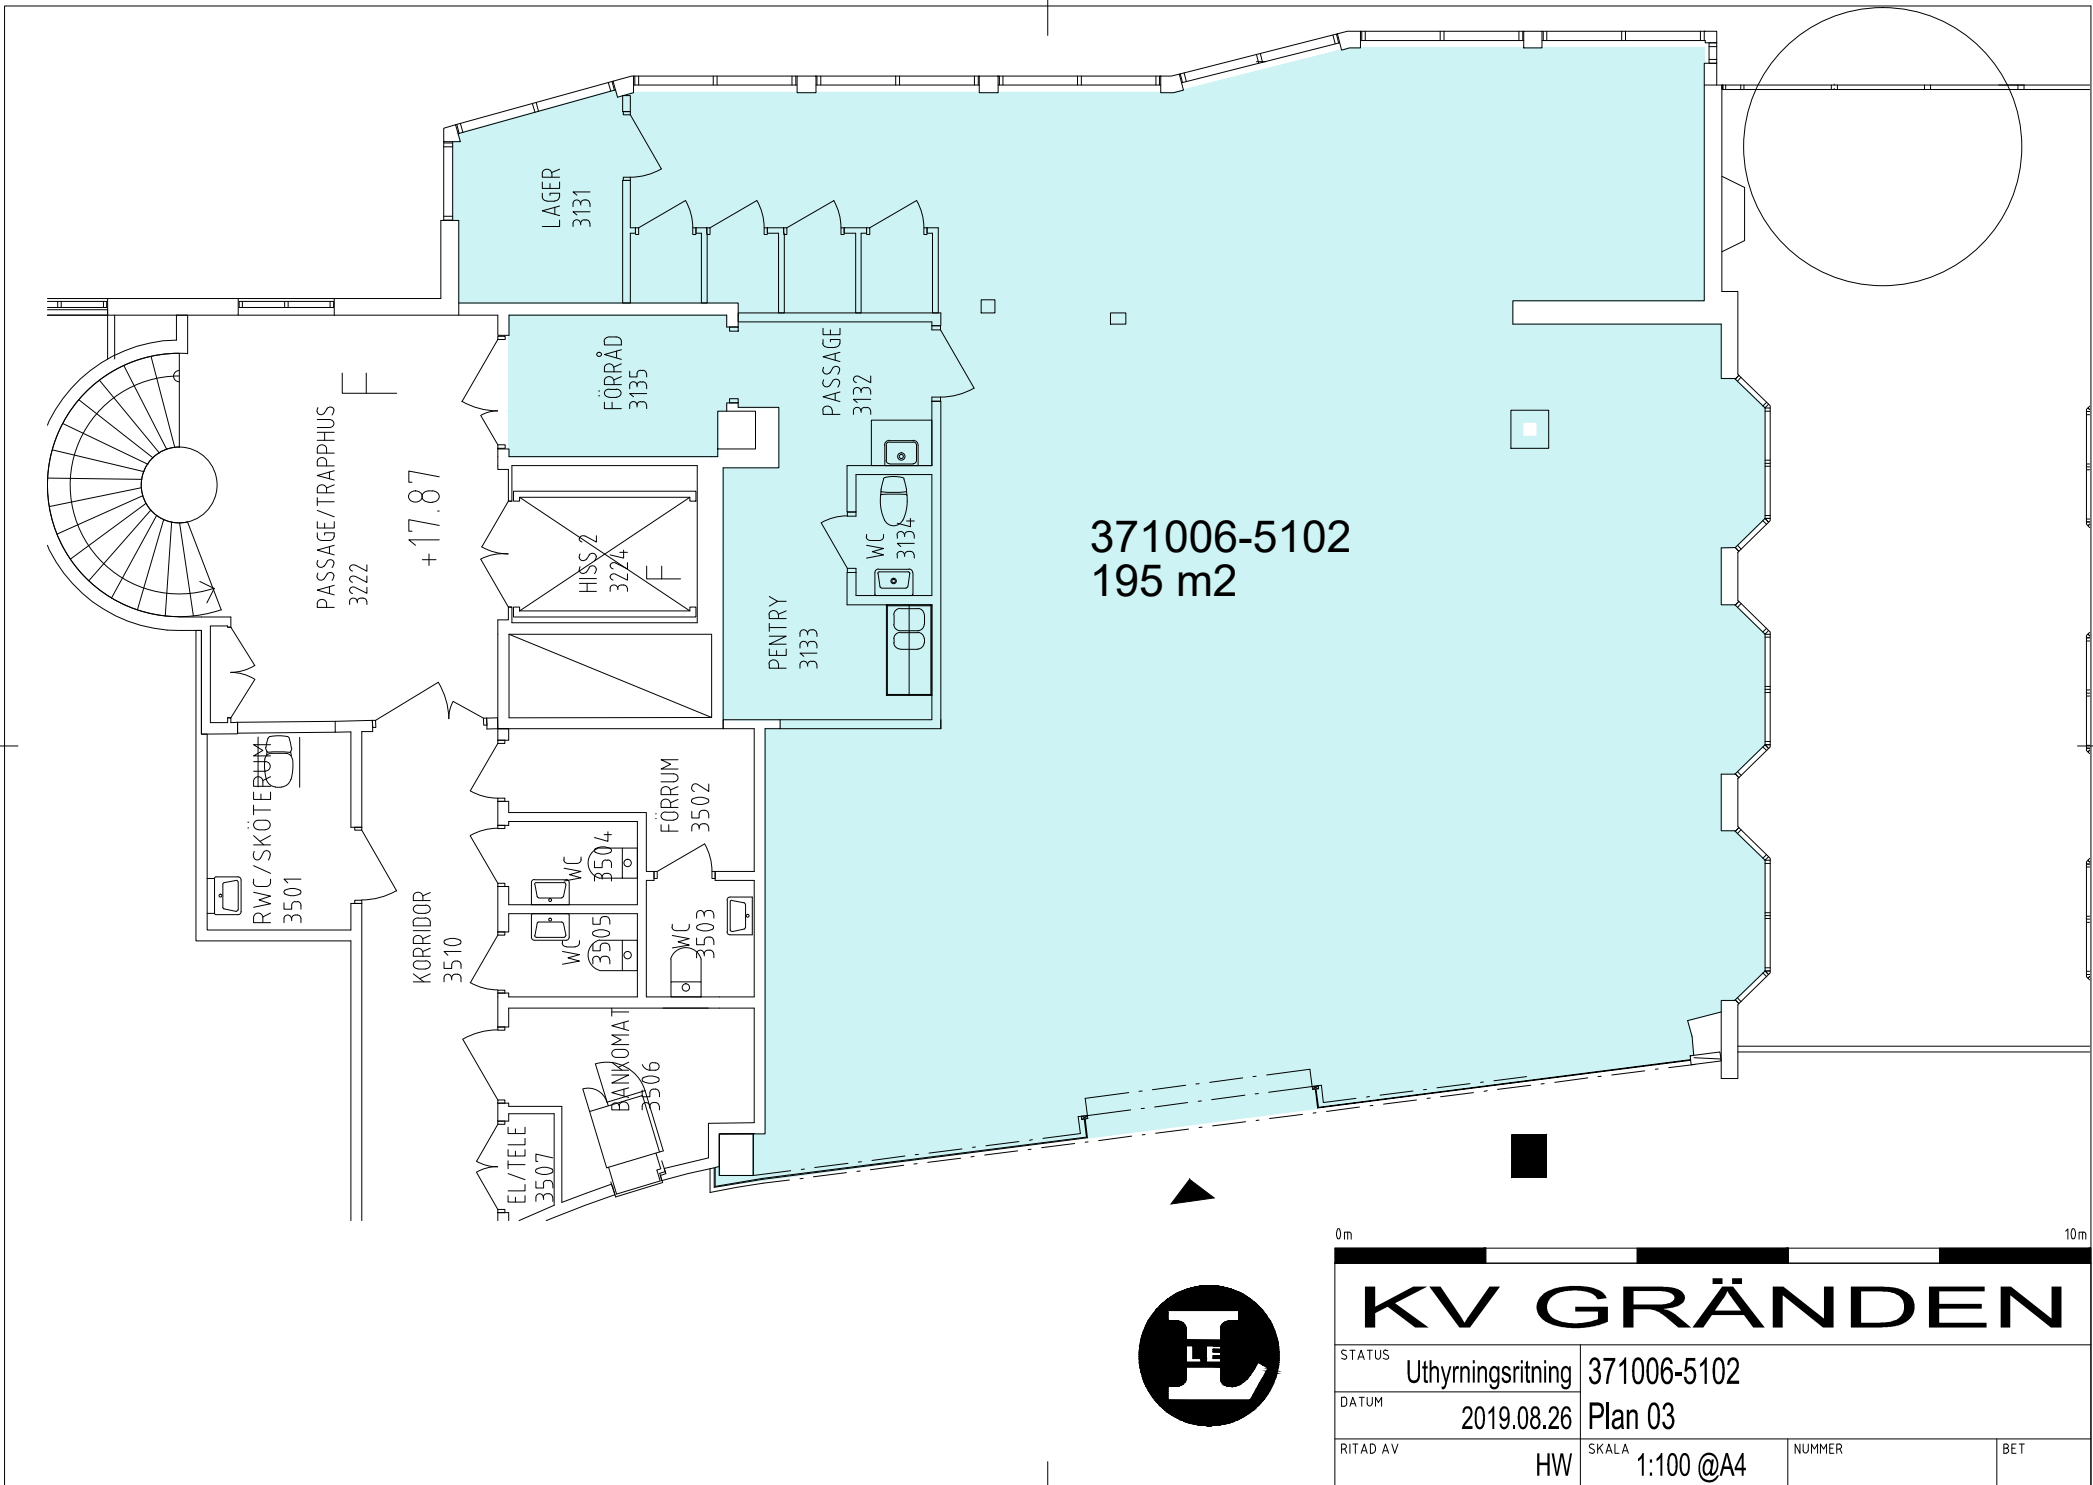 LAGER
3131
FÖRRÅD
3135
PASSAGE
3132
PASSAGE/TRAPPHUS
3222
+17.87
F
HISS 2
3224
F
WC
3134
PENTRY
3133
371006-5102
195 m2
RWC/SKÖTERUM
3501
KORRIDOR
3510
FÖRRUM
3502
WC
3504
WC
3505
WC
3503
BANKOMAT
3506
EL/TELE
3507
0m
10m
KV GRÄNDEN
LE
STATUS
Uthyrningsritning
371006-5102
DATUM
2019.08.26
Plan 03
RITAD AV
HW
SKALA
1:100 @A4
NUMMER
BET